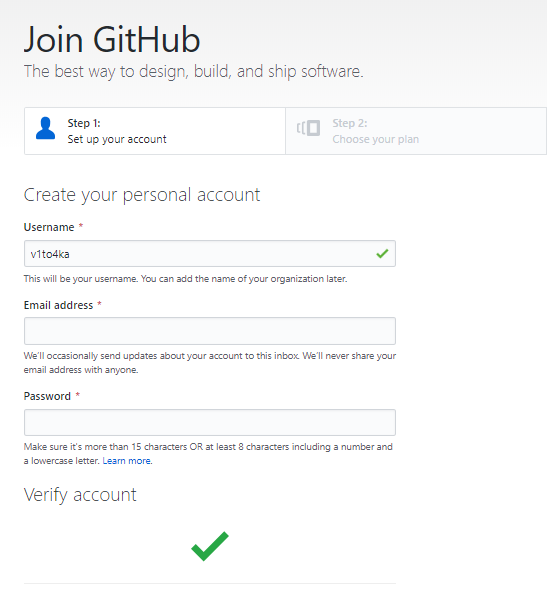 Join GitHub
The best way to design, build, and ship software.
Step 1:
Set up your account
Step 2:
Choose your plan
Create your personal account
Username *
v1to4ka
This will be your username. You can add the name of your organization later.
Email address *
We'll occasionally send updates about your account to this inbox. We'll never share your
email address with anyone.
Password *
Make sure it's more than 15 characters OR at least 8 characters including a number and
a lowercase letter. Learn more.
Verify account